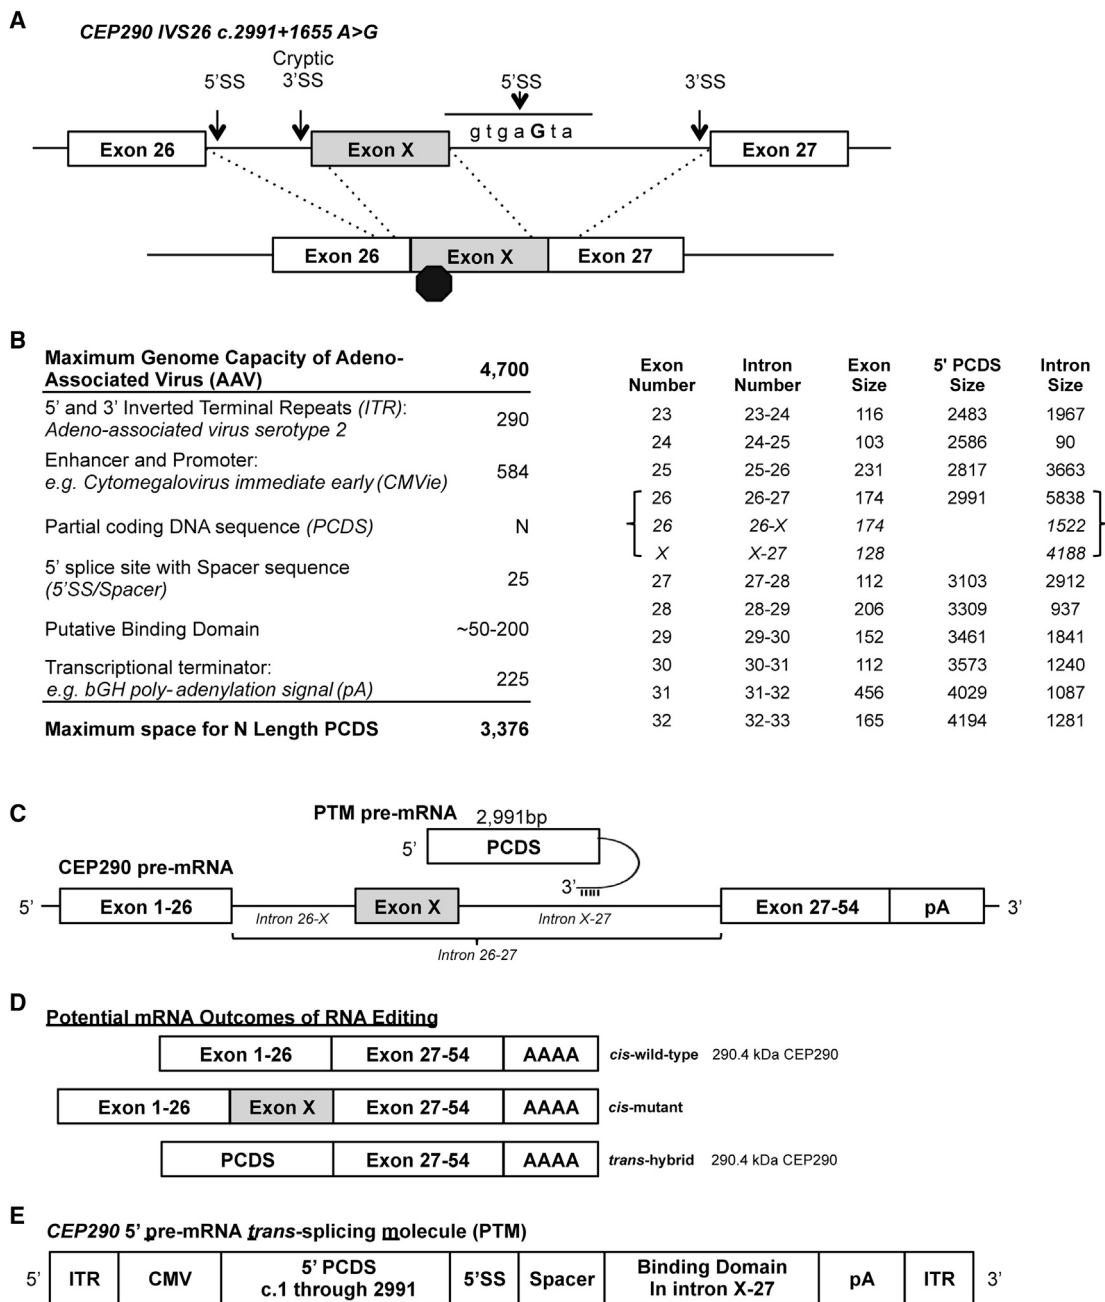 A
CEP290 IVS26 c.2991+1655 A>G
Cryptic
5'SS 3'SS 5'SS 3'SS
g t g a G t a
Exon 26 Exon X Exon 27
Exon 26 Exon X Exon 27
B
Maximum Genome Capacity of Adeno-
Associated Virus (AAV) 4,700
5' and 3' Inverted Terminal Repeats (ITR):
Adeno-associated virus serotype 2 290
Enhancer and Promoter:
e.g. Cytomegalovirus immediate early (CMVie) 584
Partial coding DNA sequence (PCDS) N
5' splice site with Spacer sequence
(5'SS/Spacer) 25
Putative Binding Domain ~50-200
Transcriptional terminator:
e.g. bGH poly-adenylation signal (pA) 225
Maximum space for N Length PCDS 3,376
Exon Intron Exon 5' PCDS Intron
Number Number Size Size Size
23 23-24 116 2483 1967
24 24-25 103 2586 90
25 25-26 231 2817 3663
26 26-27 174 2991 5838
26 26-X 174 1522
X X-27 128 4188
27 27-28 112 3103 2912
28 28-29 206 3309 937
29 29-30 152 3461 1841
30 30-31 112 3573 1240
31 31-32 456 4029 1087
32 32-33 165 4194 1281
C
PTM pre-mRNA 2,991bp
5' PCDS
CEP290 pre-mRNA
3'
5' Exon 1-26 Intron 26-X Exon X Intron X-27 Exon 27-54 pA 3'
Intron 26-27
D
Potential mRNA Outcomes of RNA Editing
Exon 1-26 Exon 27-54 AAAA cis-wild-type 290.4 kDa CEP290
Exon 1-26 Exon X Exon 27-54 AAAA cis-mutant
PCDS Exon 27-54 AAAA trans-hybrid 290.4 kDa CEP290
E
CEP290 5' pre-mRNA trans-splicing molecule (PTM)
5' ITR CMV 5' PCDS 5'SS Spacer Binding Domain pA ITR 3'
c.1 through 2991 In intron X-27